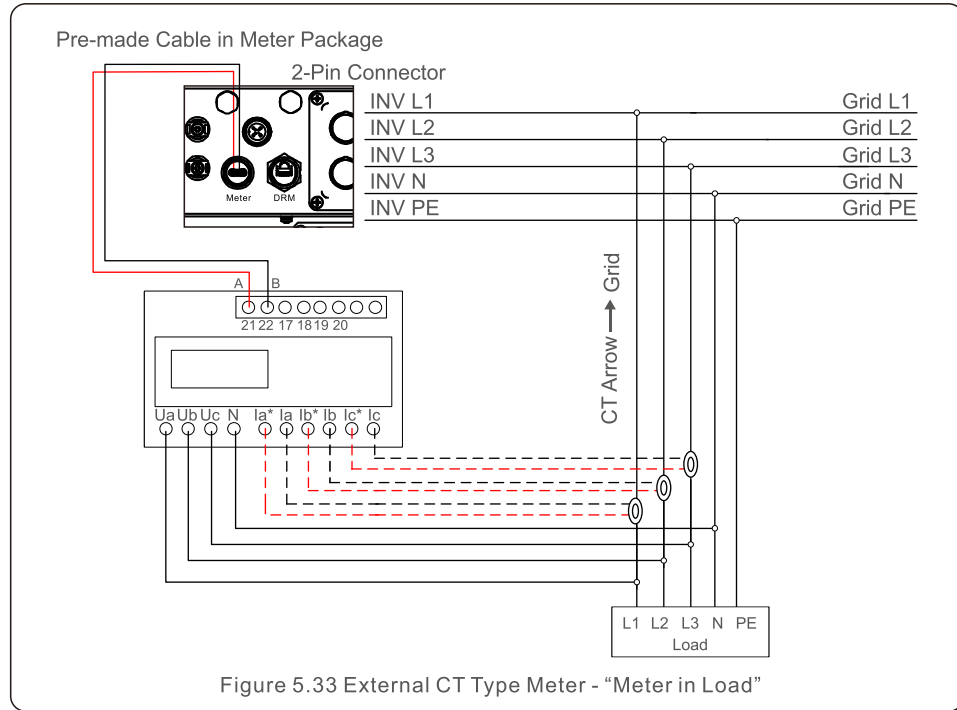 Pre-made Cable in Meter Package
2-Pin Connector
INV L1
Grid L1
INV L2
Grid L2
INV L3
Grid L3
INV N
Grid N
INV PE
Grid PE
Meter
DRM
CT Arrow → Grid
A
B
21 22 17 18 19 20
Ua Ub Uc N Ia* Ia Ib* Ib Ic* Ic
L1 L2 L3 N PE
Load
Figure 5.33 External CT Type Meter - “Meter in Load”